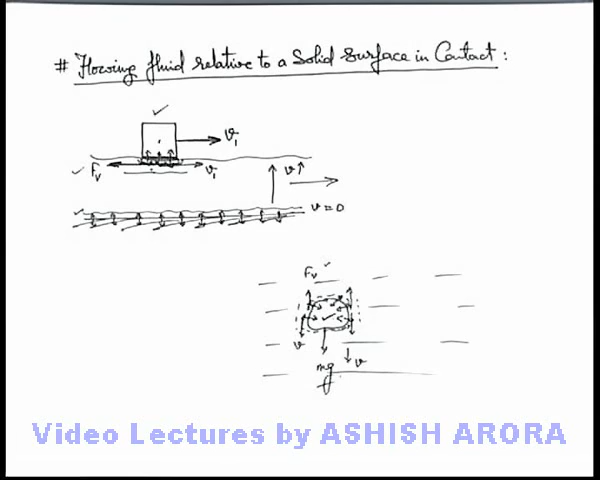 # Flowing fluid relative to a Solid Surface in Contact :
v₁
Fv v₁ v↑
v = 0
Fv
v v
mg
Video Lectures by ASHISH ARORA